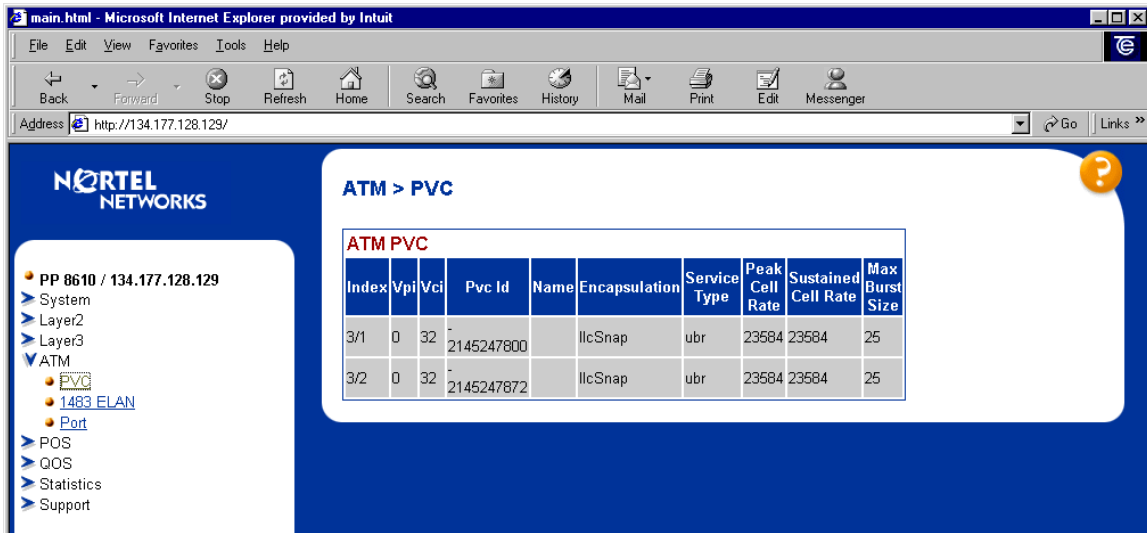 main.html - Microsoft Internet Explorer provided by Intuit
File Edit View Favorites Tools Help
Back Forward Stop Refresh Home Search Favorites History Mail Print Edit Messenger
Address http://134.177.128.129/ Go Links »
NORTEL
NETWORKS
PP 8610 / 134.177.128.129
System
Layer2
Layer3
ATM
PVC
1483 ELAN
Port
POS
QOS
Statistics
Support
ATM > PVC
?
ATM PVC
Index Vpi Vci Pvc Id Name Encapsulation Service Type Peak Cell Rate Sustained Cell Rate Max Burst Size
3/1 0 32 -2145247800 llcSnap ubr 23584 23584 25
3/2 0 32 -2145247872 llcSnap ubr 23584 23584 25